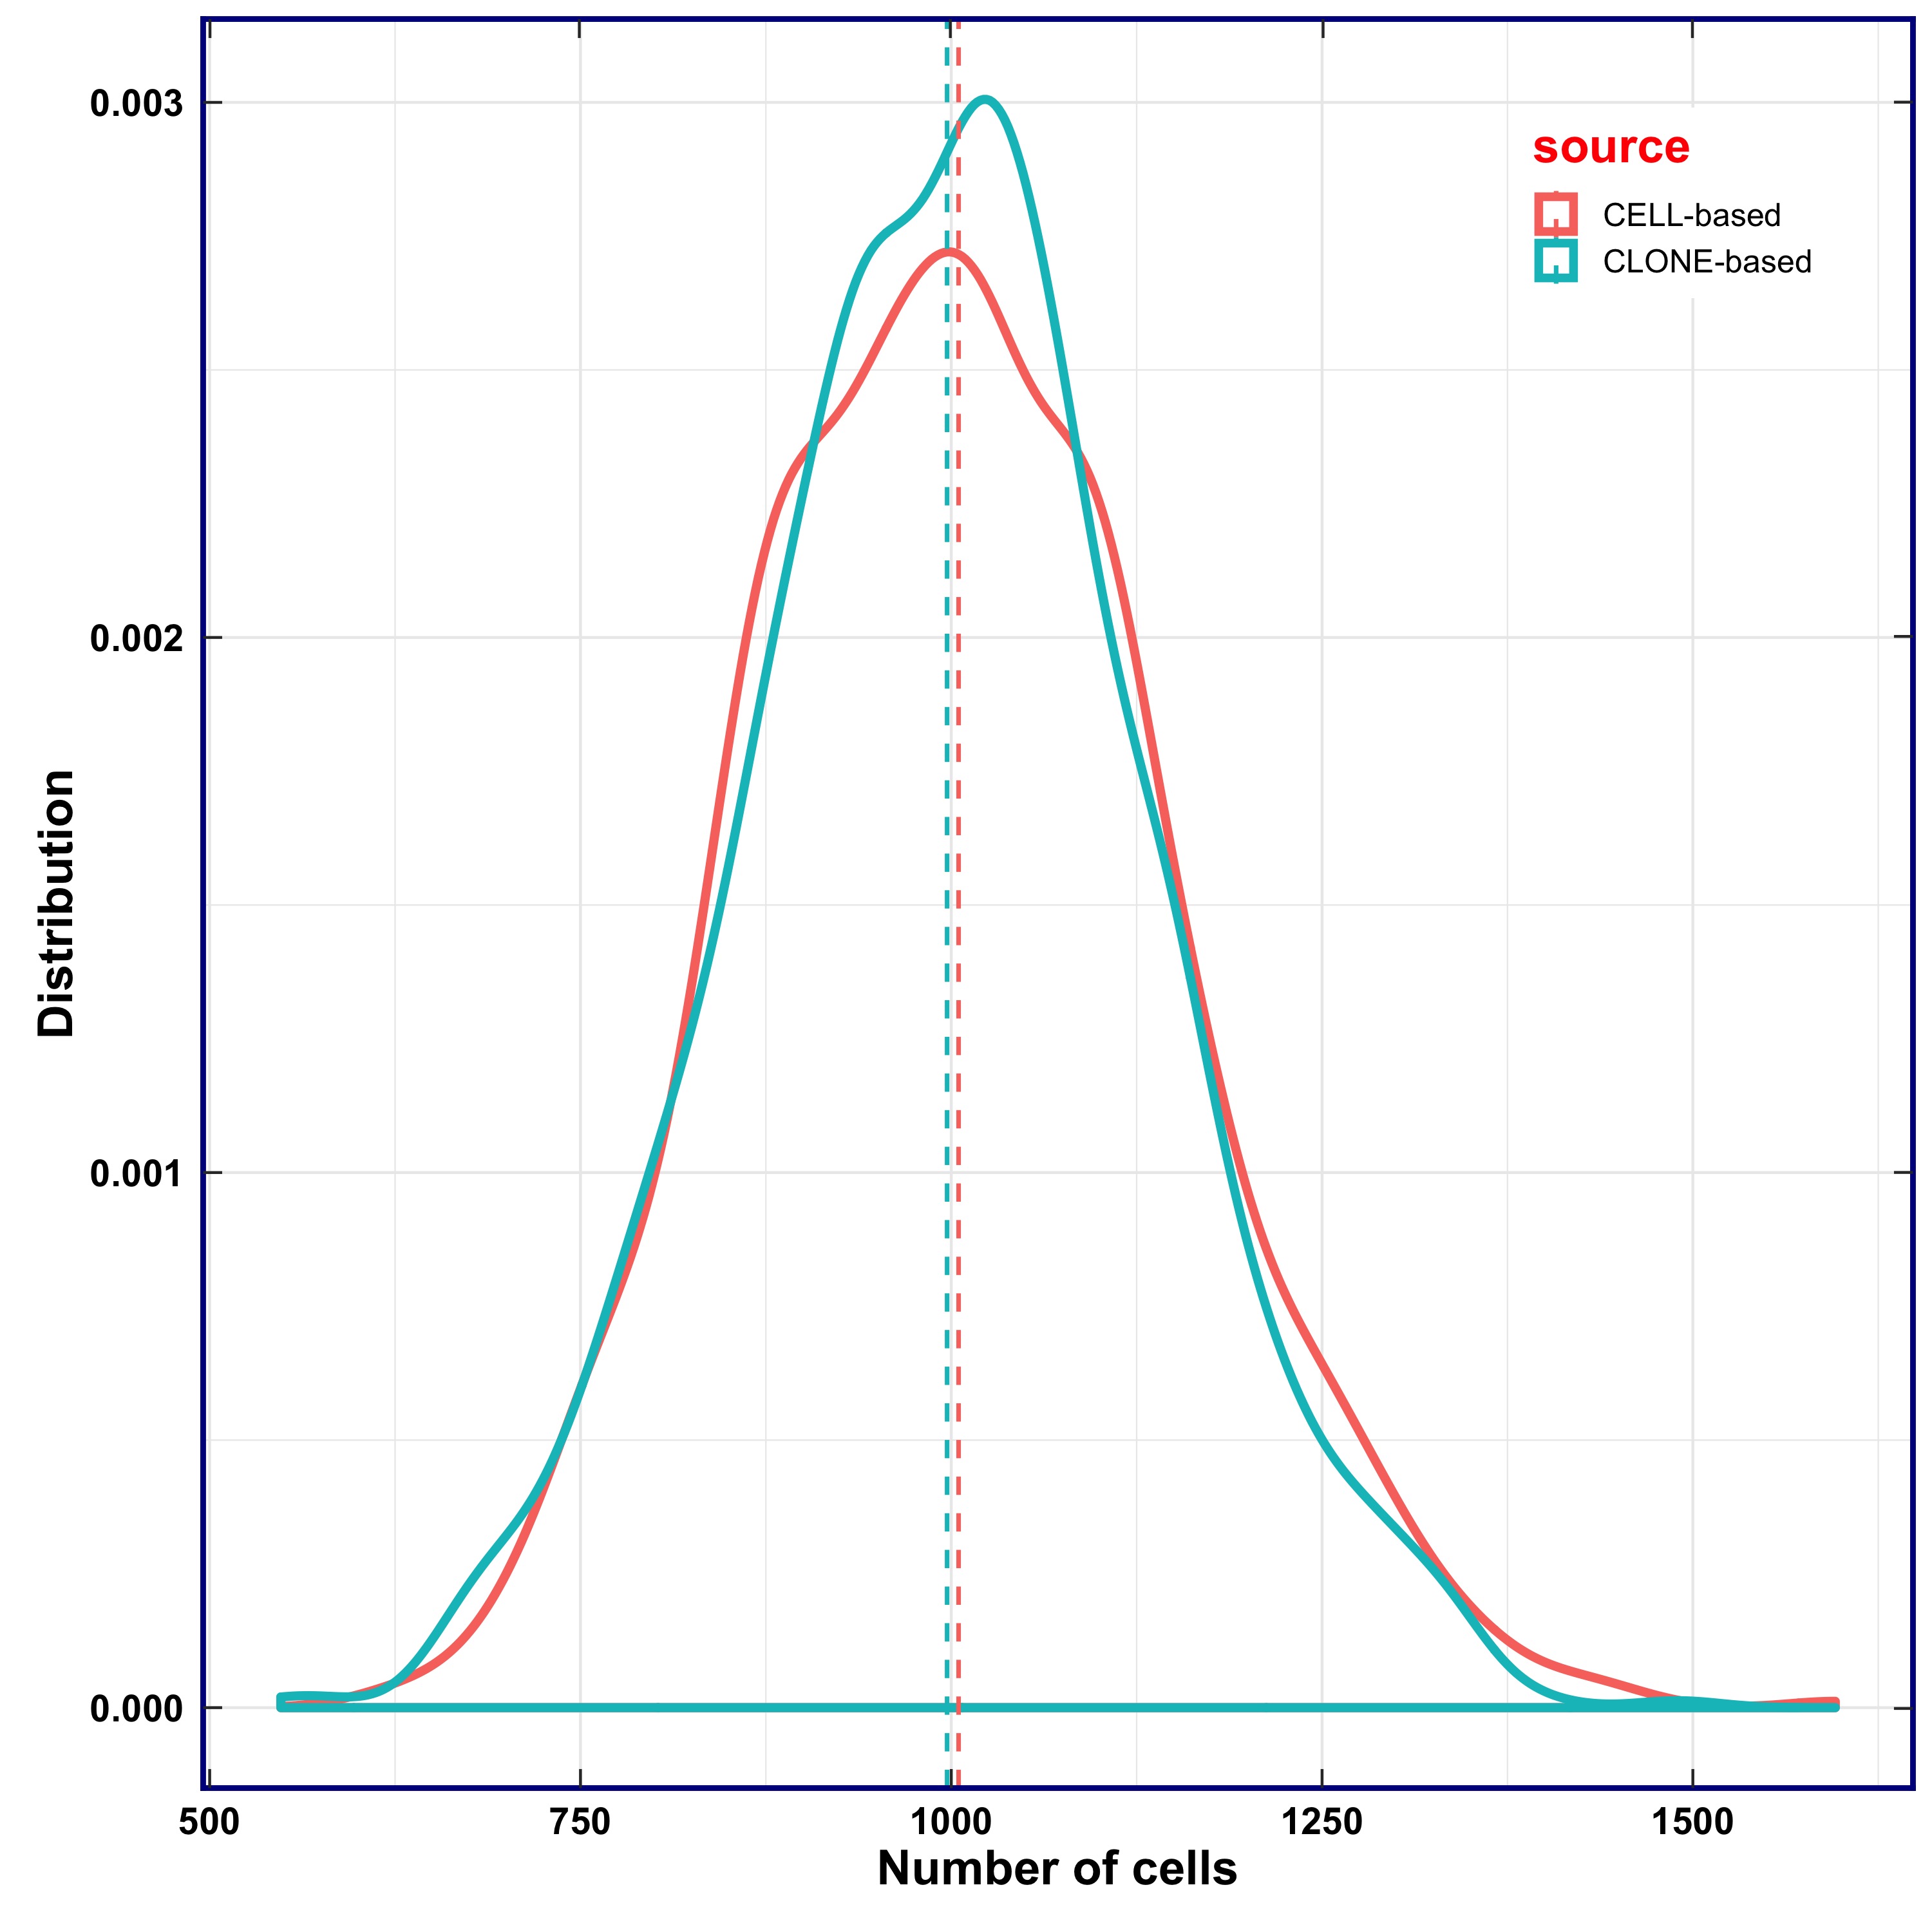 0.003
0.002
0.001
0.000
Distribution
source
CELL-based
CLONE-based
500 750 1000 1250 1500
Number of cells